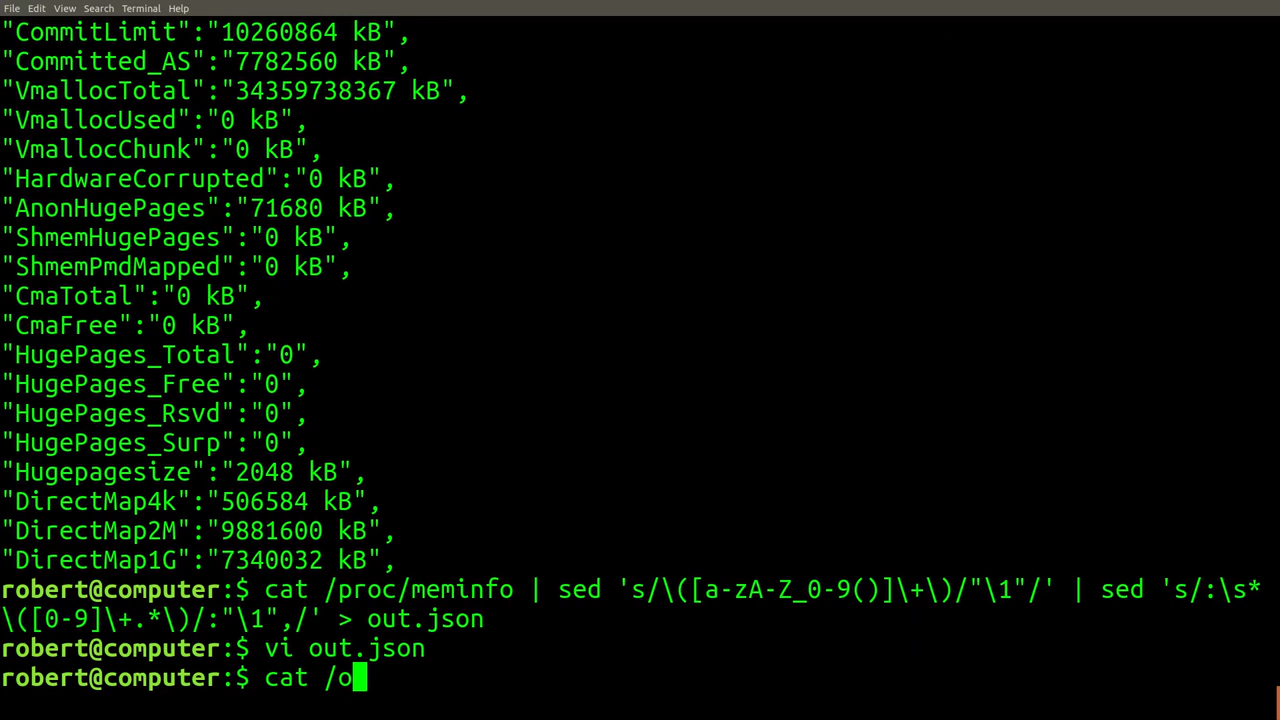 File Edit View Search Terminal Help
"CommitLimit":"10260864 kB",
"Committed_AS":"7782560 kB",
"VmallocTotal":"34359738367 kB",
"VmallocUsed":"0 kB",
"VmallocChunk":"0 kB",
"HardwareCorrupted":"0 kB",
"AnonHugePages":"71680 kB",
"ShmemHugePages":"0 kB",
"ShmemPmdMapped":"0 kB",
"CmaTotal":"0 kB",
"CmaFree":"0 kB",
"HugePages_Total":"0",
"HugePages_Free":"0",
"HugePages_Rsvd":"0",
"HugePages_Surp":"0",
"Hugepagesize":"2048 kB",
"DirectMap4k":"506584 kB",
"DirectMap2M":"9881600 kB",
"DirectMap1G":"7340032 kB",
robert@computer:$ cat /proc/meminfo | sed 's/\([a-zA-Z_0-9()]\+\)/"\1"/' | sed 's/:\s*
\([0-9]\+.*\)/:"\1",/' > out.json
robert@computer:$ vi out.json
robert@computer:$ cat /o